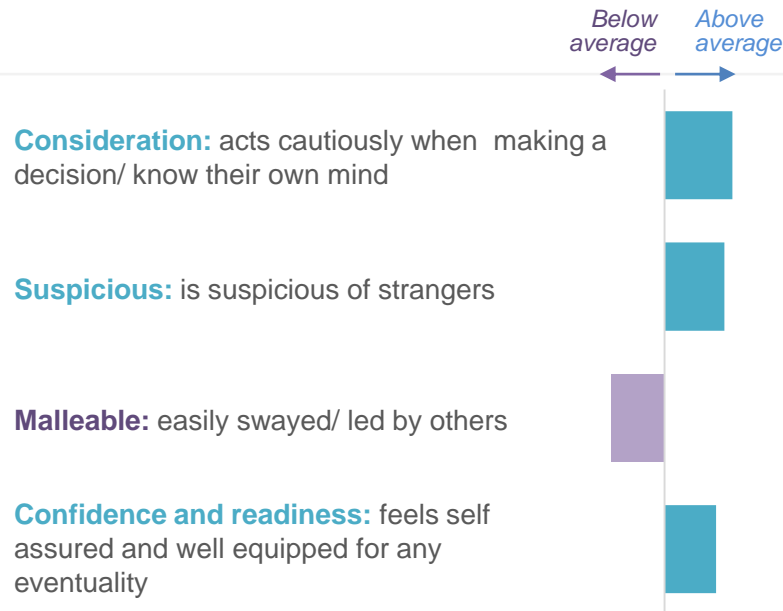 Below average
Above average
Consideration: acts cautiously when making a
decision/ know their own mind
Suspicious: is suspicious of strangers
Malleable: easily swayed/ led by others
Confidence and readiness: feels self
assured and well equipped for any
eventuality